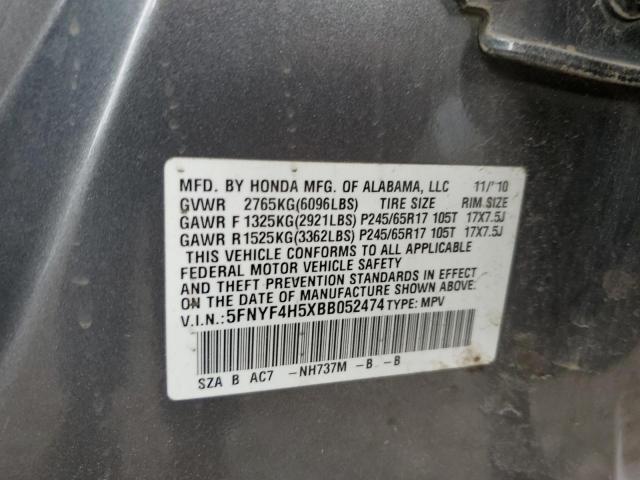 MFD. BY HONDA MFG. OF ALABAMA, LLC 11/'10
GVWR 2765KG(6096LBS) TIRE SIZE RIM SIZE
GAWR F 1325KG(2921LBS) P245/65R17 105T 17X7.5J
GAWR R 1525KG(3362LBS) P245/65R17 105T 17X7.5J
THIS VEHICLE CONFORMS TO ALL APPLICABLE
FEDERAL MOTOR VEHICLE SAFETY
AND THEFT PREVENTION STANDARDS IN EFFECT
ON THE DATE OF MANUFACTURE SHOWN ABOVE.
V.I.N.:5FNYF4H5XBB052474 TYPE: MPV
SZA B AC7 -NH737M -B -B